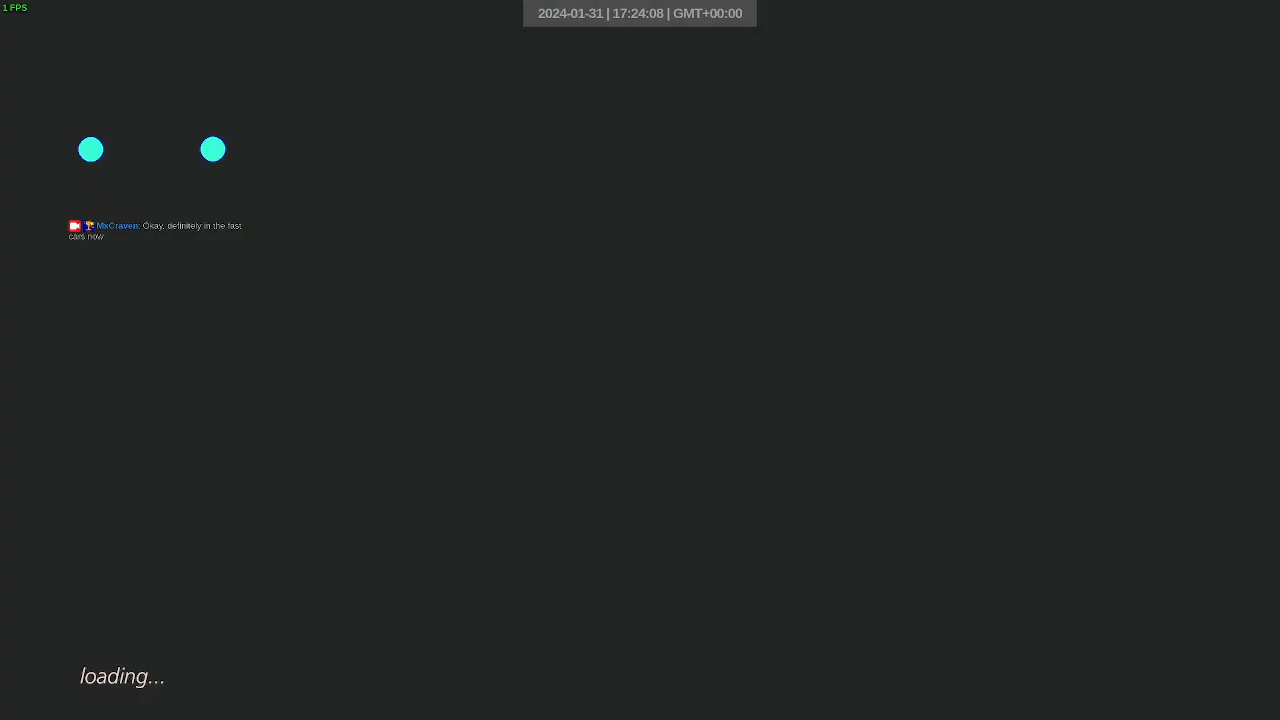 1 FPS
2024-01-31 | 17:24:08 | GMT+00:00
MxCraven: Okay, definitely in the fast
cars now
loading...